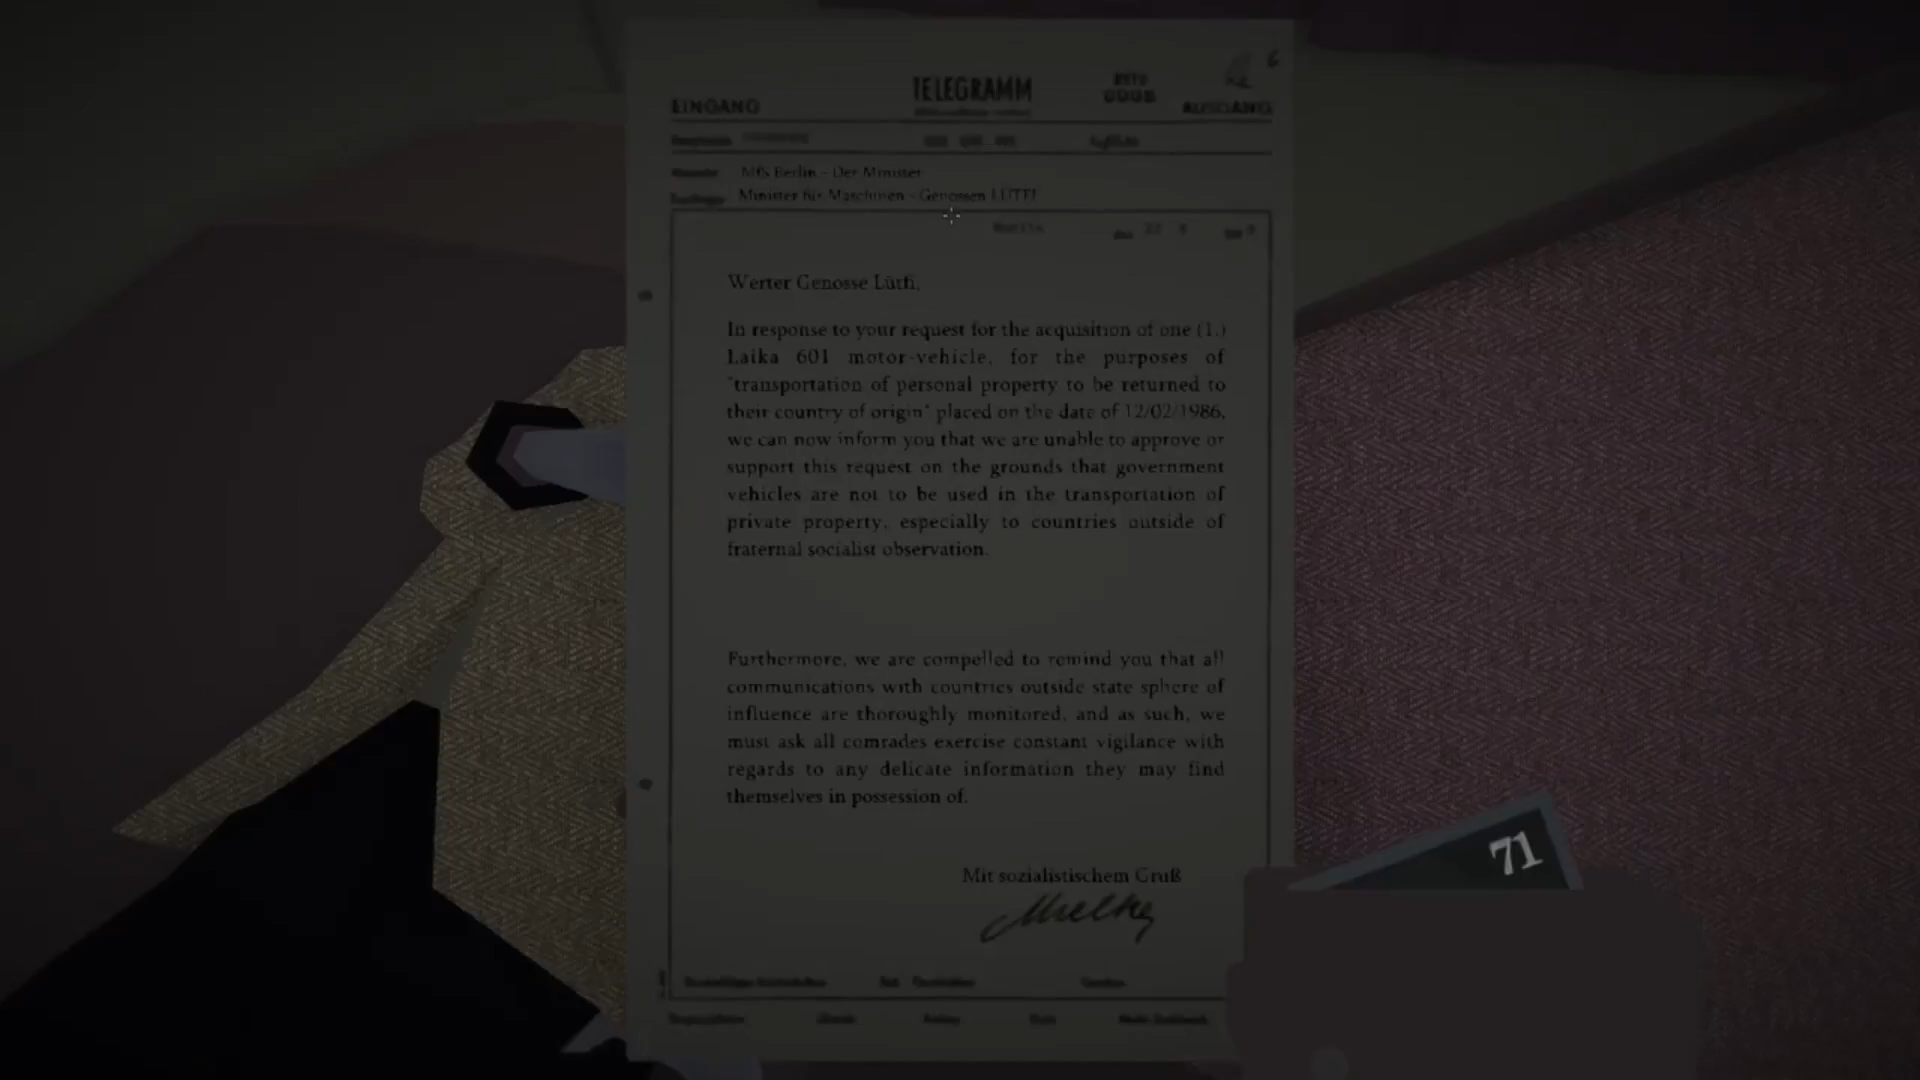 TELEGRAMM
EINGANG
AUSGANG
MfS Berlin - Der Minister
Minister für Maschinen - Genossen LÜTFI
Berlin
Werter Genosse Lütfi,
In response to your request for the acquisition of one (1.)
Laika 601 motor-vehicle, for the purposes of
"transportation of personal property to be returned to
their country of origin" placed on the date of 12/02/1986,
we can now inform you that we are unable to approve or
support this request on the grounds that government
vehicles are not to be used in the transportation of
private property, especially to countries outside of
fraternal socialist observation.
Furthermore, we are compelled to remind you that all
communications with countries outside state sphere of
influence are thoroughly monitored, and as such, we
must ask all comrades exercise constant vigilance with
regards to any delicate information they may find
themselves in possession of.
Mit sozialistischem Gruß
Mielke
71